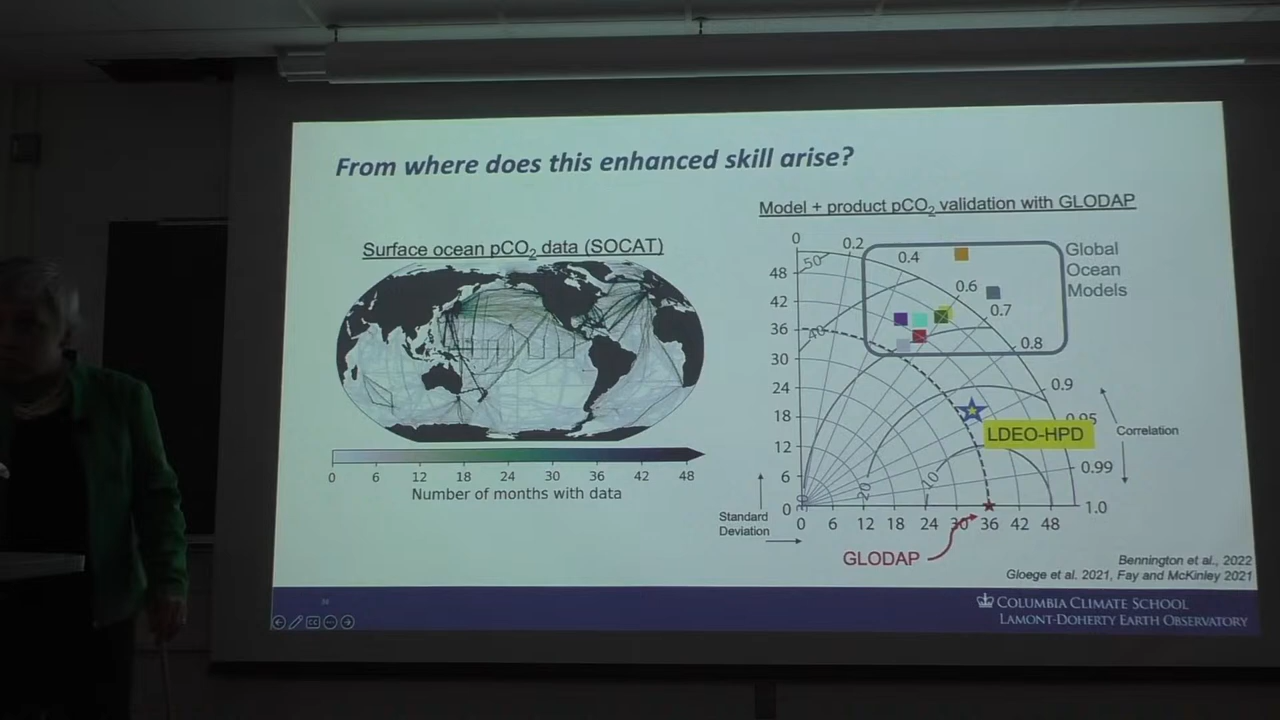 From where does this enhanced skill arise?
Surface ocean pCO2 data (SOCAT)
0 6 12 18 24 30 36 42 48
Number of months with data
Model + product pCO2 validation with GLODAP
0 0.2 0.4 0.6 0.7 0.8 0.9 0.95 0.99 1.0
Global
Ocean
Models
50
40
20
10
0
48
42
36
30
24
18
12
6
0
0 6 12 18 24 30 36 42 48
LDEO-HPD
Correlation
Standard
Deviation
GLODAP
Bennington et al., 2022
Gloege et al. 2021, Fay and McKinley 2021
COLUMBIA CLIMATE SCHOOL
LAMONT-DOHERTY EARTH OBSERVATORY